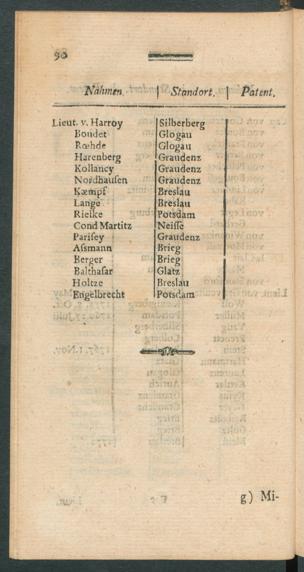 90
Nahmen. | Standort. | Patent.
Lieut. v. Harroy Silberberg
Boudet Glogau
Rœhde Glogau
Harenberg Graudenz
Kollancy Graudenz
Nordhauſen Graudenz
Kæmpf Breslau
Lange Breslau
Rielke Potsdam
Cond Martitz Neiſſe
Pariſey Graudenz
Aſsmann Brieg
Berger Brieg
Balthaſar Glatz
Holtze Breslau
Engelbrecht Potsdam
g) Mi-